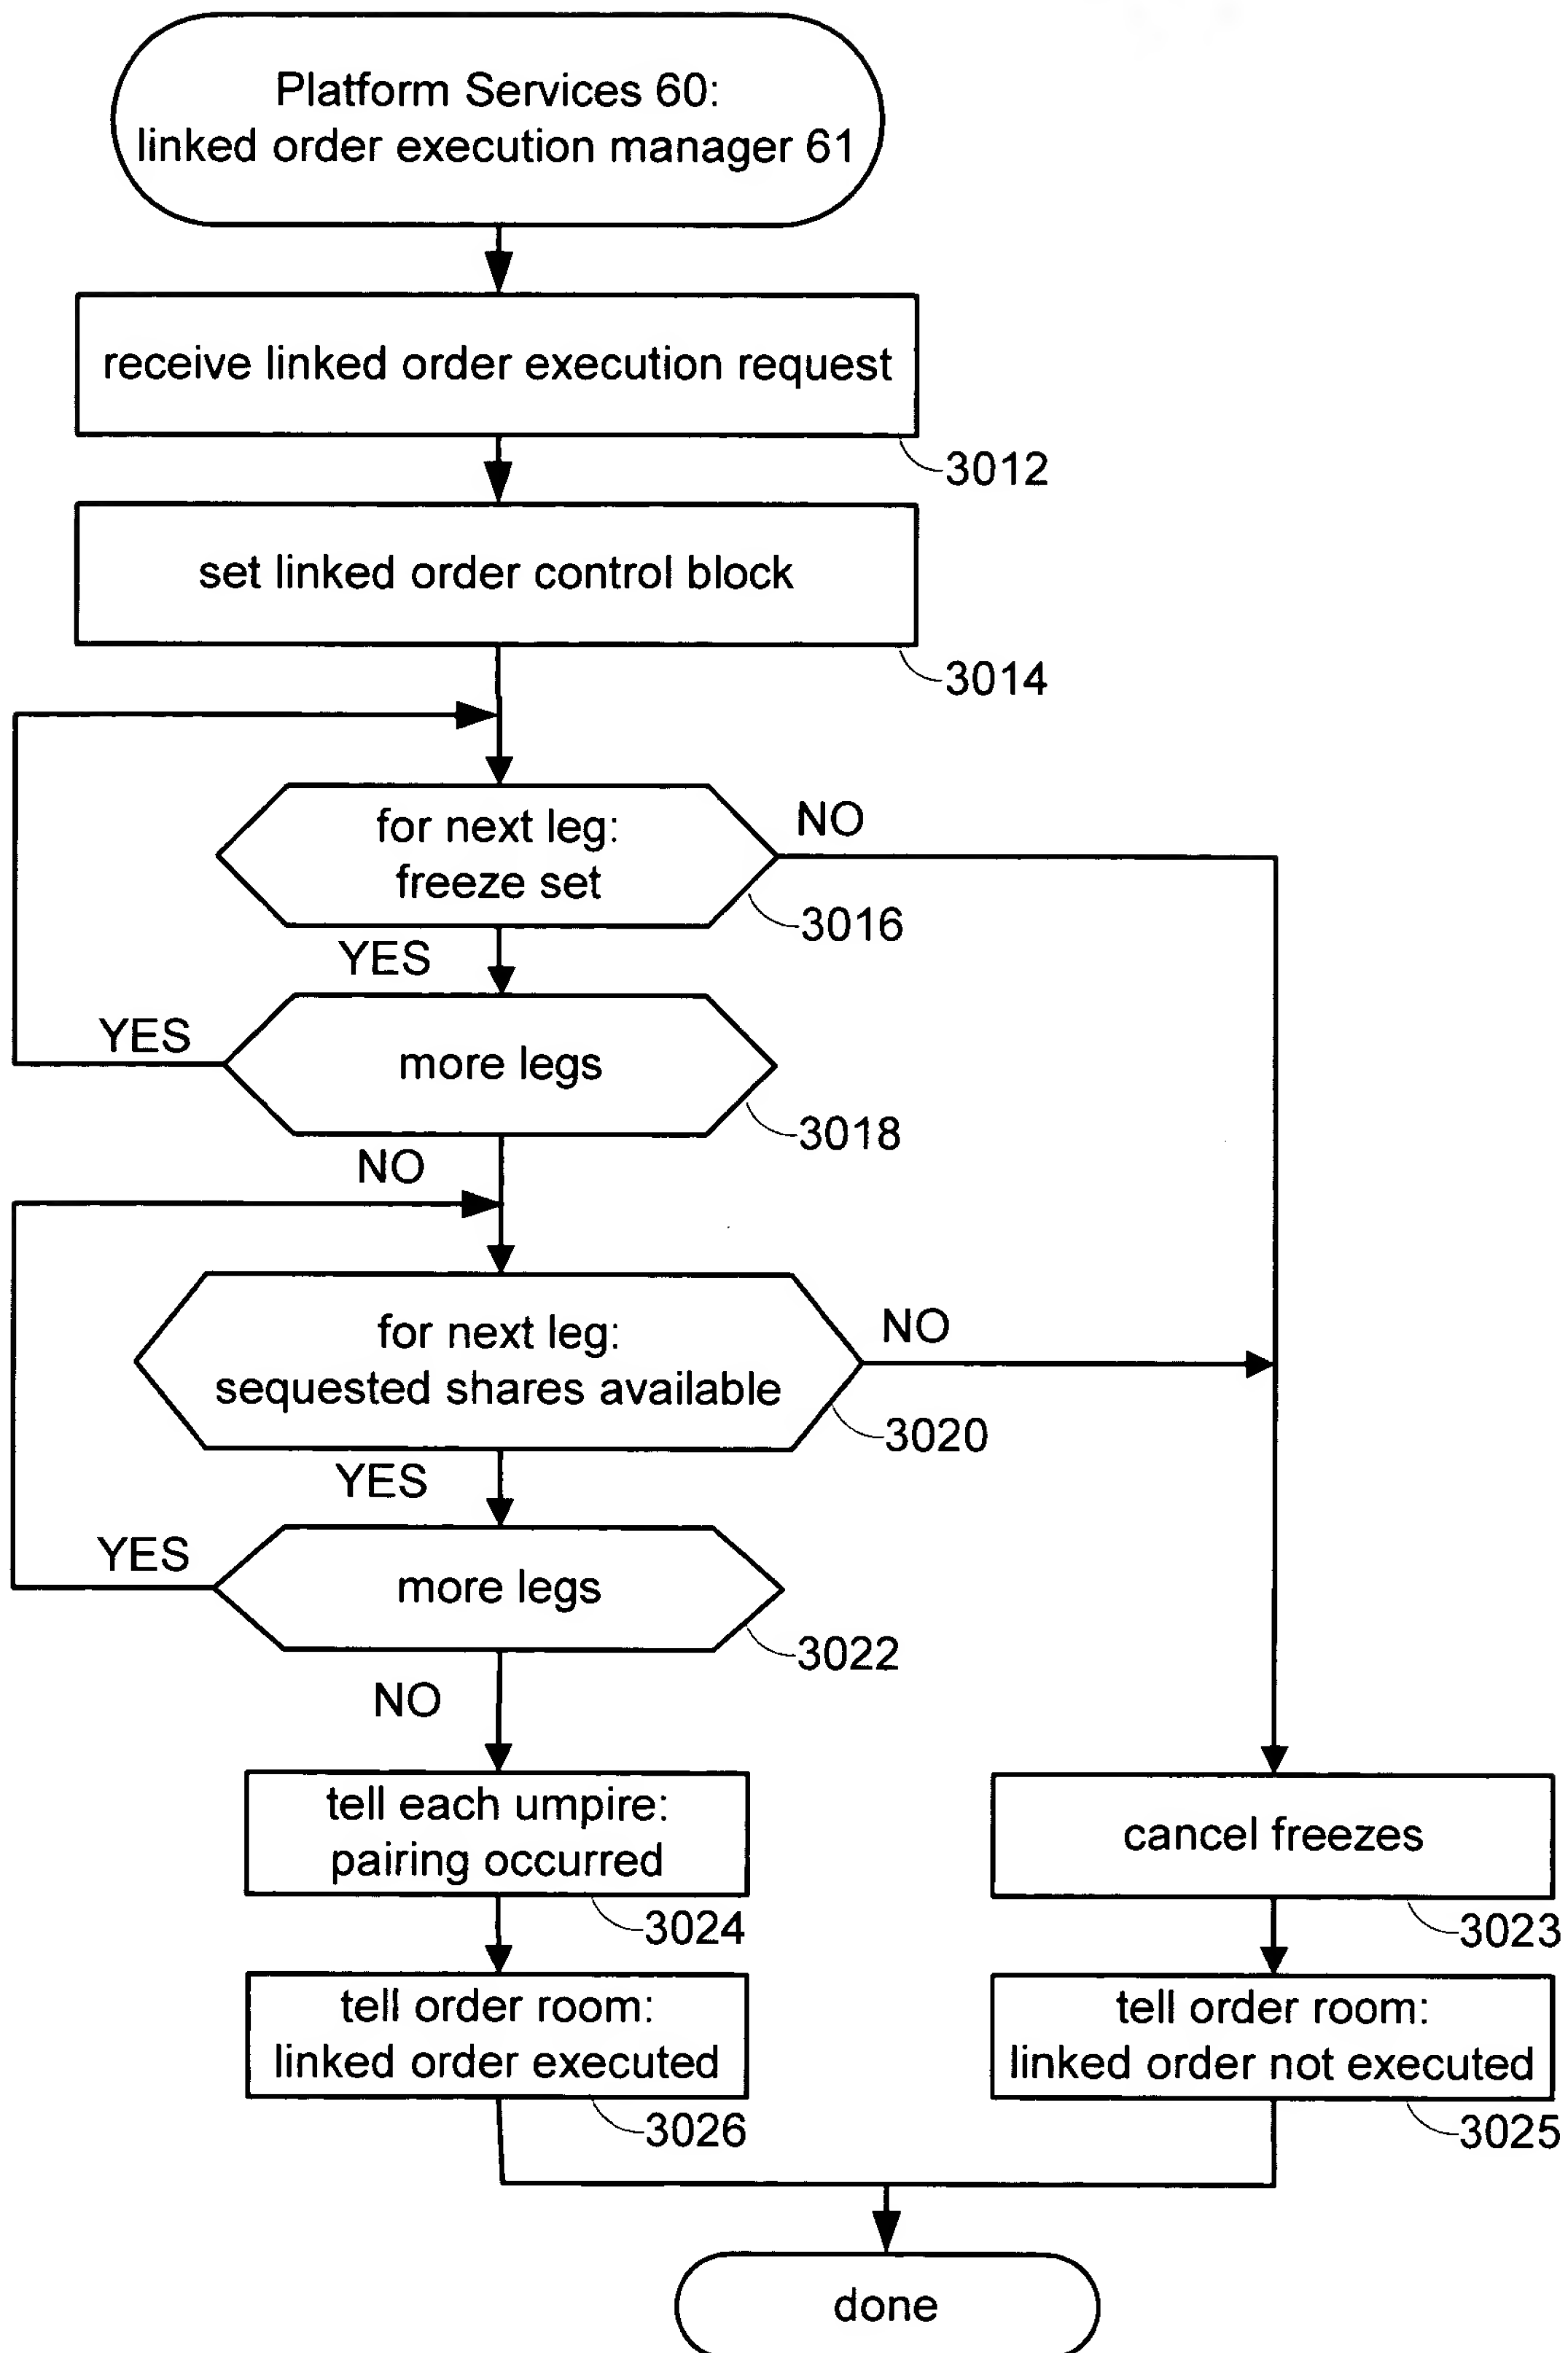 Platform Services 60:
linked order execution manager 61
receive linked order execution request
3012
set linked order control block
3014
for next leg:
freeze set
NO
3016
YES
more legs
YES
3018
NO
for next leg:
sequested shares available
NO
3020
YES
more legs
YES
3022
NO
tell each umpire:
pairing occurred
3024
cancel freezes
3023
tell order room:
linked order executed
3026
tell order room:
linked order not executed
3025
done